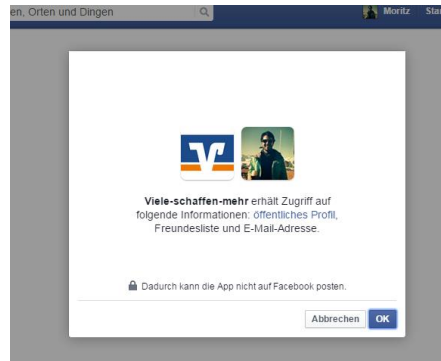 en, Orten und Dingen
Moritz Sta
Viele-schaffen-mehr erhält Zugriff auf
folgende Informationen: öffentliches Profil,
Freundesliste und E-Mail-Adresse.
Dadurch kann die App nicht auf Facebook posten.
Abbrechen OK